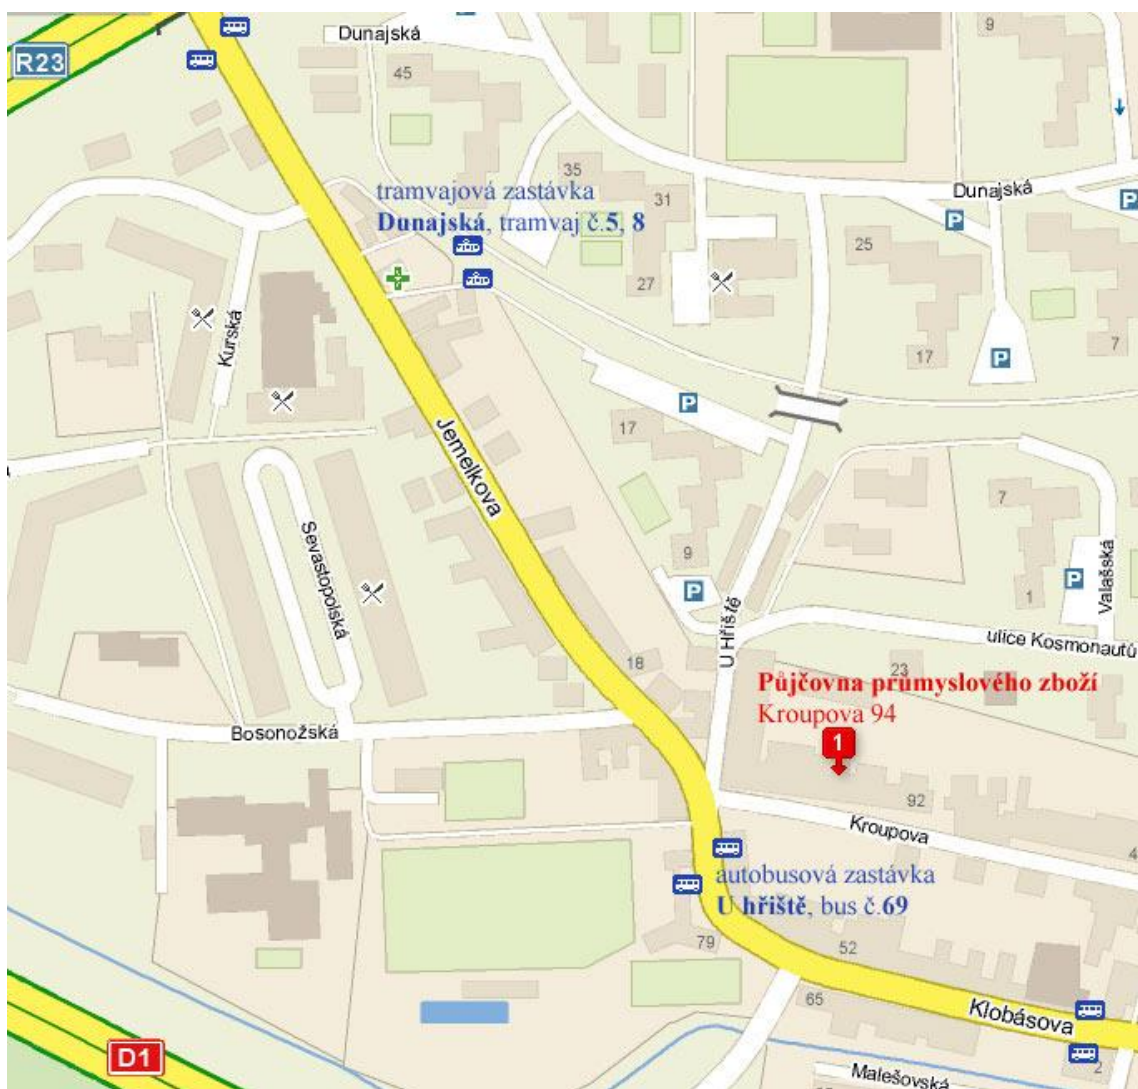 Dunajská
9
R23
45
35
tramvajová zastávka
Dunajská, tramvaj č.5, 8
31
Dunajská
P
P
25
27
Kurská
17
7
P
P
17
Jemelkova
7
Sevastopolská
9
P
P
Valašská
1
U Hřiště
ulice Kosmonautů
18
23
Půjčovna průmyslového zboží
Kroupova 94
1
Bosonožská
92
Kroupova
4
autobusová zastávka
U hřiště, bus č.69
79
52
65
Klobásova
D1
2
Malešovská